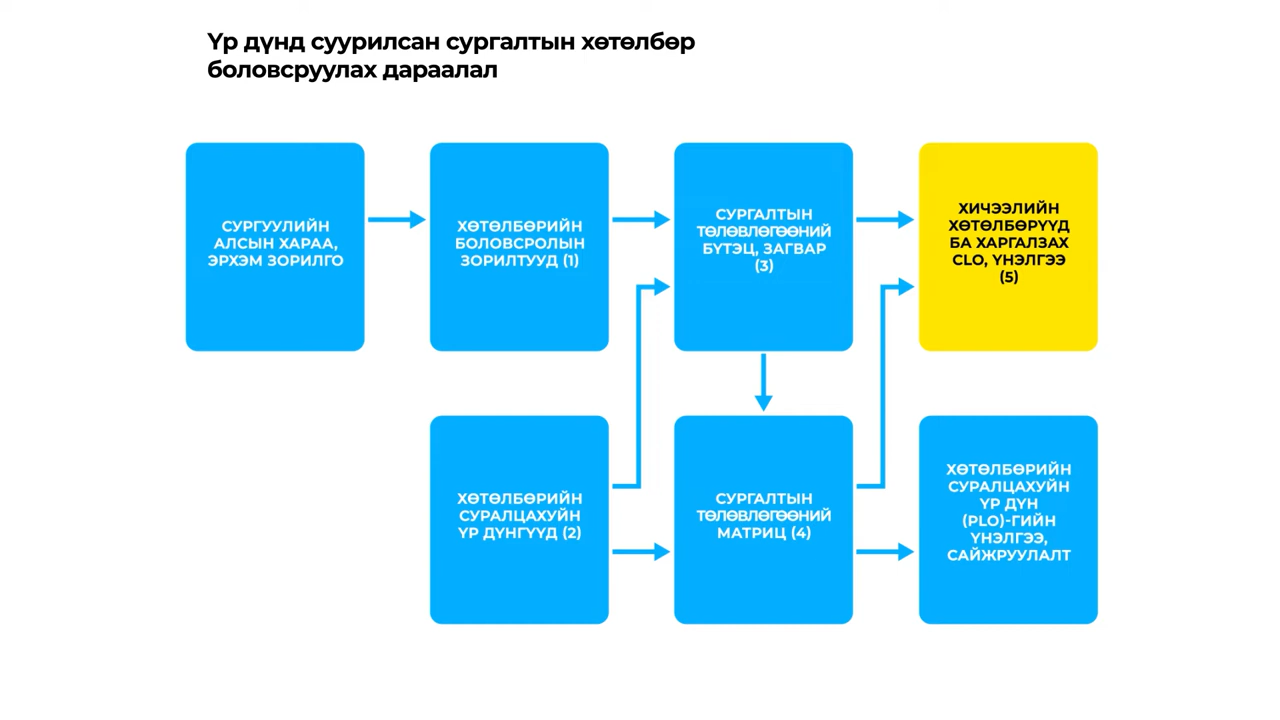 Үр дүнд суурилсан сургалтын хөтөлбөр
боловсруулах дараалал
СУРГУУЛИЙН
АЛСЫН ХАРАА,
ЭРХЭМ ЗОРИЛГО
ХӨТӨЛБӨРИЙН
БОЛОВСРОЛЫН
ЗОРИЛТУУД (1)
СУРГАЛТЫН
ТӨЛӨВЛӨГӨӨНИЙ
БҮТЭЦ, ЗАГВАР
(3)
ХИЧЭЭЛИЙН
ХӨТӨЛБӨРҮҮД
БА ХАРГАЛЗАХ
CLO, ҮНЭЛГЭЭ
(5)
ХӨТӨЛБӨРИЙН
СУРАЛЦАХУЙН
ҮР ДҮНГҮҮД (2)
СУРГАЛТЫН
ТӨЛӨВЛӨГӨӨНИЙ
МАТРИЦ (4)
ХӨТӨЛБӨРИЙН
СУРАЛЦАХУЙН
ҮР ДҮН
(PLO)-ГИЙН
ҮНЭЛГЭЭ,
САЙЖРУУЛАЛТ